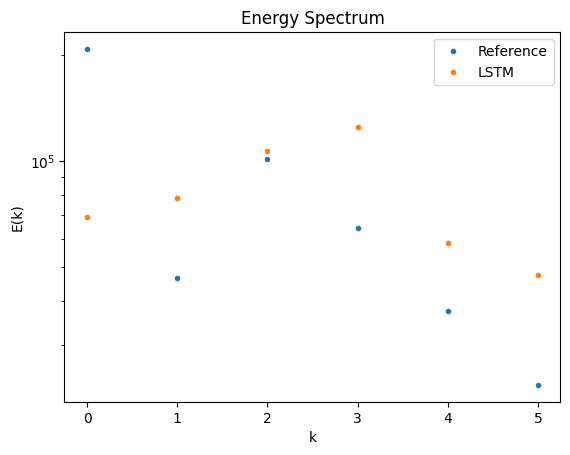 Energy Spectrum
Reference
LSTM
10⁵
E(k)
0 1 2 3 4 5
k